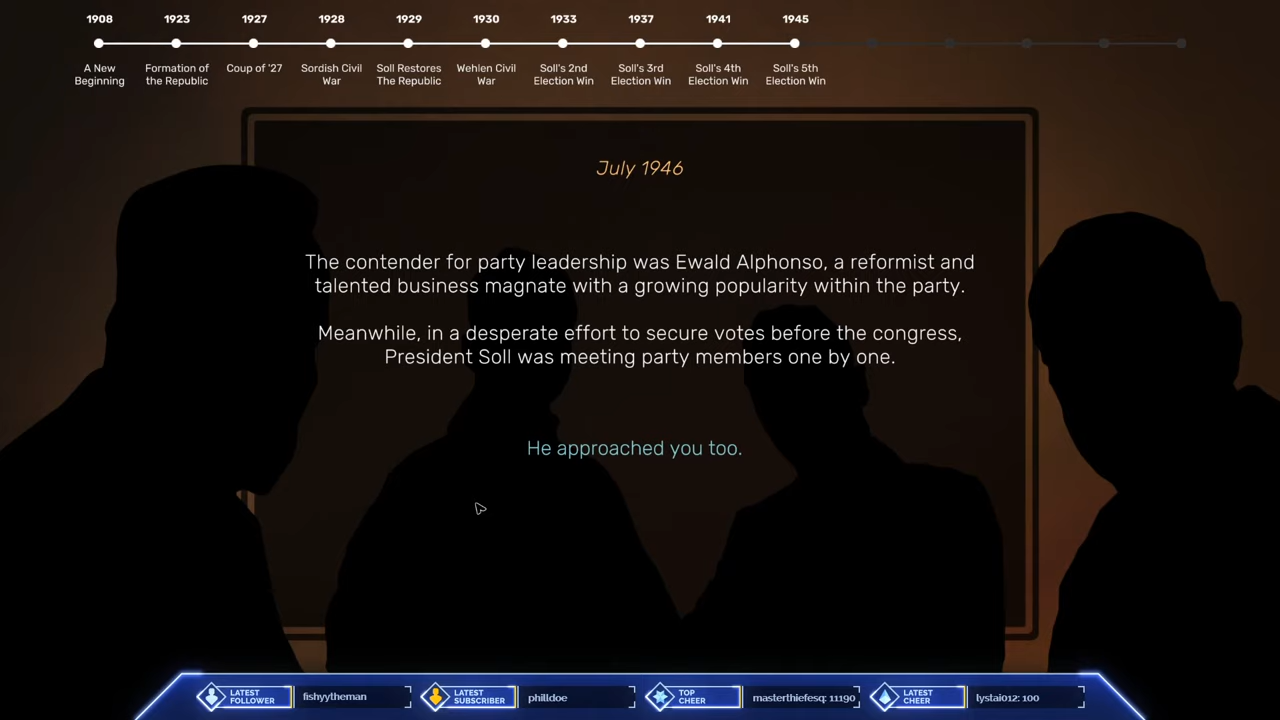 1908 1923 1927 1928 1929 1930 1933 1937 1941 1945
A New Coup of '27 Formation of Sordish Civil Soll Restores Wehlen Civil Soll's 2nd Soll's 3rd Soll's 4th Soll's 5th
Beginning the Republic War The Republic War Election Win Election Win Election Win Election Win
July 1946
The contender for party leadership was Ewald Alphonso, a reformist and
talented business magnate with a growing popularity within the party.
Meanwhile, in a desperate effort to secure votes before the congress,
President Soll was meeting party members one by one.
He approached you too.
LATEST
FOLLOWER
fishyytheman
LATEST
SUBSCRIBER
philldoe
TOP
CHEER
masterthiefesq: 11190
LATEST
CHEER
lystai012: 100